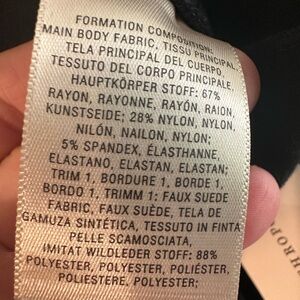 FORMATION COMPOSITION:
MAIN BODY FABRIC, TISSU PRINCIPAL,
TELA PRINCIPAL DEL CUERPO,
TESSUTO DEL CORPO PRINCIPALE,
HAUPTKÖRPER STOFF: 67%
RAYON, RAYONNE, RAYÓN, RAION,
KUNSTSEIDE; 28% NYLON, NYLON,
NILÓN, NAILON, NYLON;
5% SPANDEX, ÉLASTHANNE,
ELASTANO, ELASTAN, ELASTAN;
TRIM 1, BORDURE 1, BORDE 1,
BORDO 1, TRIMM 1: FAUX SUEDE
FABRIC, FAUX SUÈDE, TELA DE
GAMUZA SINTÉTICA, TESSUTO IN FINTA
PELLE SCAMOSCIATA,
IMITAT WILDLEDER STOFF: 88%
POLYESTER, POLYESTER, POLIÉSTER,
POLIESTERE, POLYESTER;
HROP